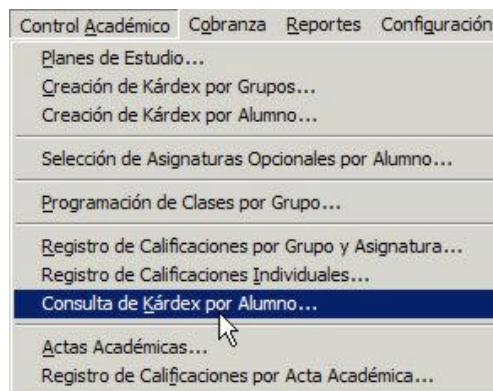 Control Académico Cobranza Reportes Configuración
Planes de Estudio...
Creación de Kárdex por Grupos...
Creación de Kárdex por Alumno...
Selección de Asignaturas Opcionales por Alumno...
Programación de Clases por Grupo...
Registro de Calificaciones por Grupo y Asignatura...
Registro de Calificaciones Individuales...
Consulta de Kárdex por Alumno...
Actas Académicas...
Registro de Calificaciones por Acta Académica...